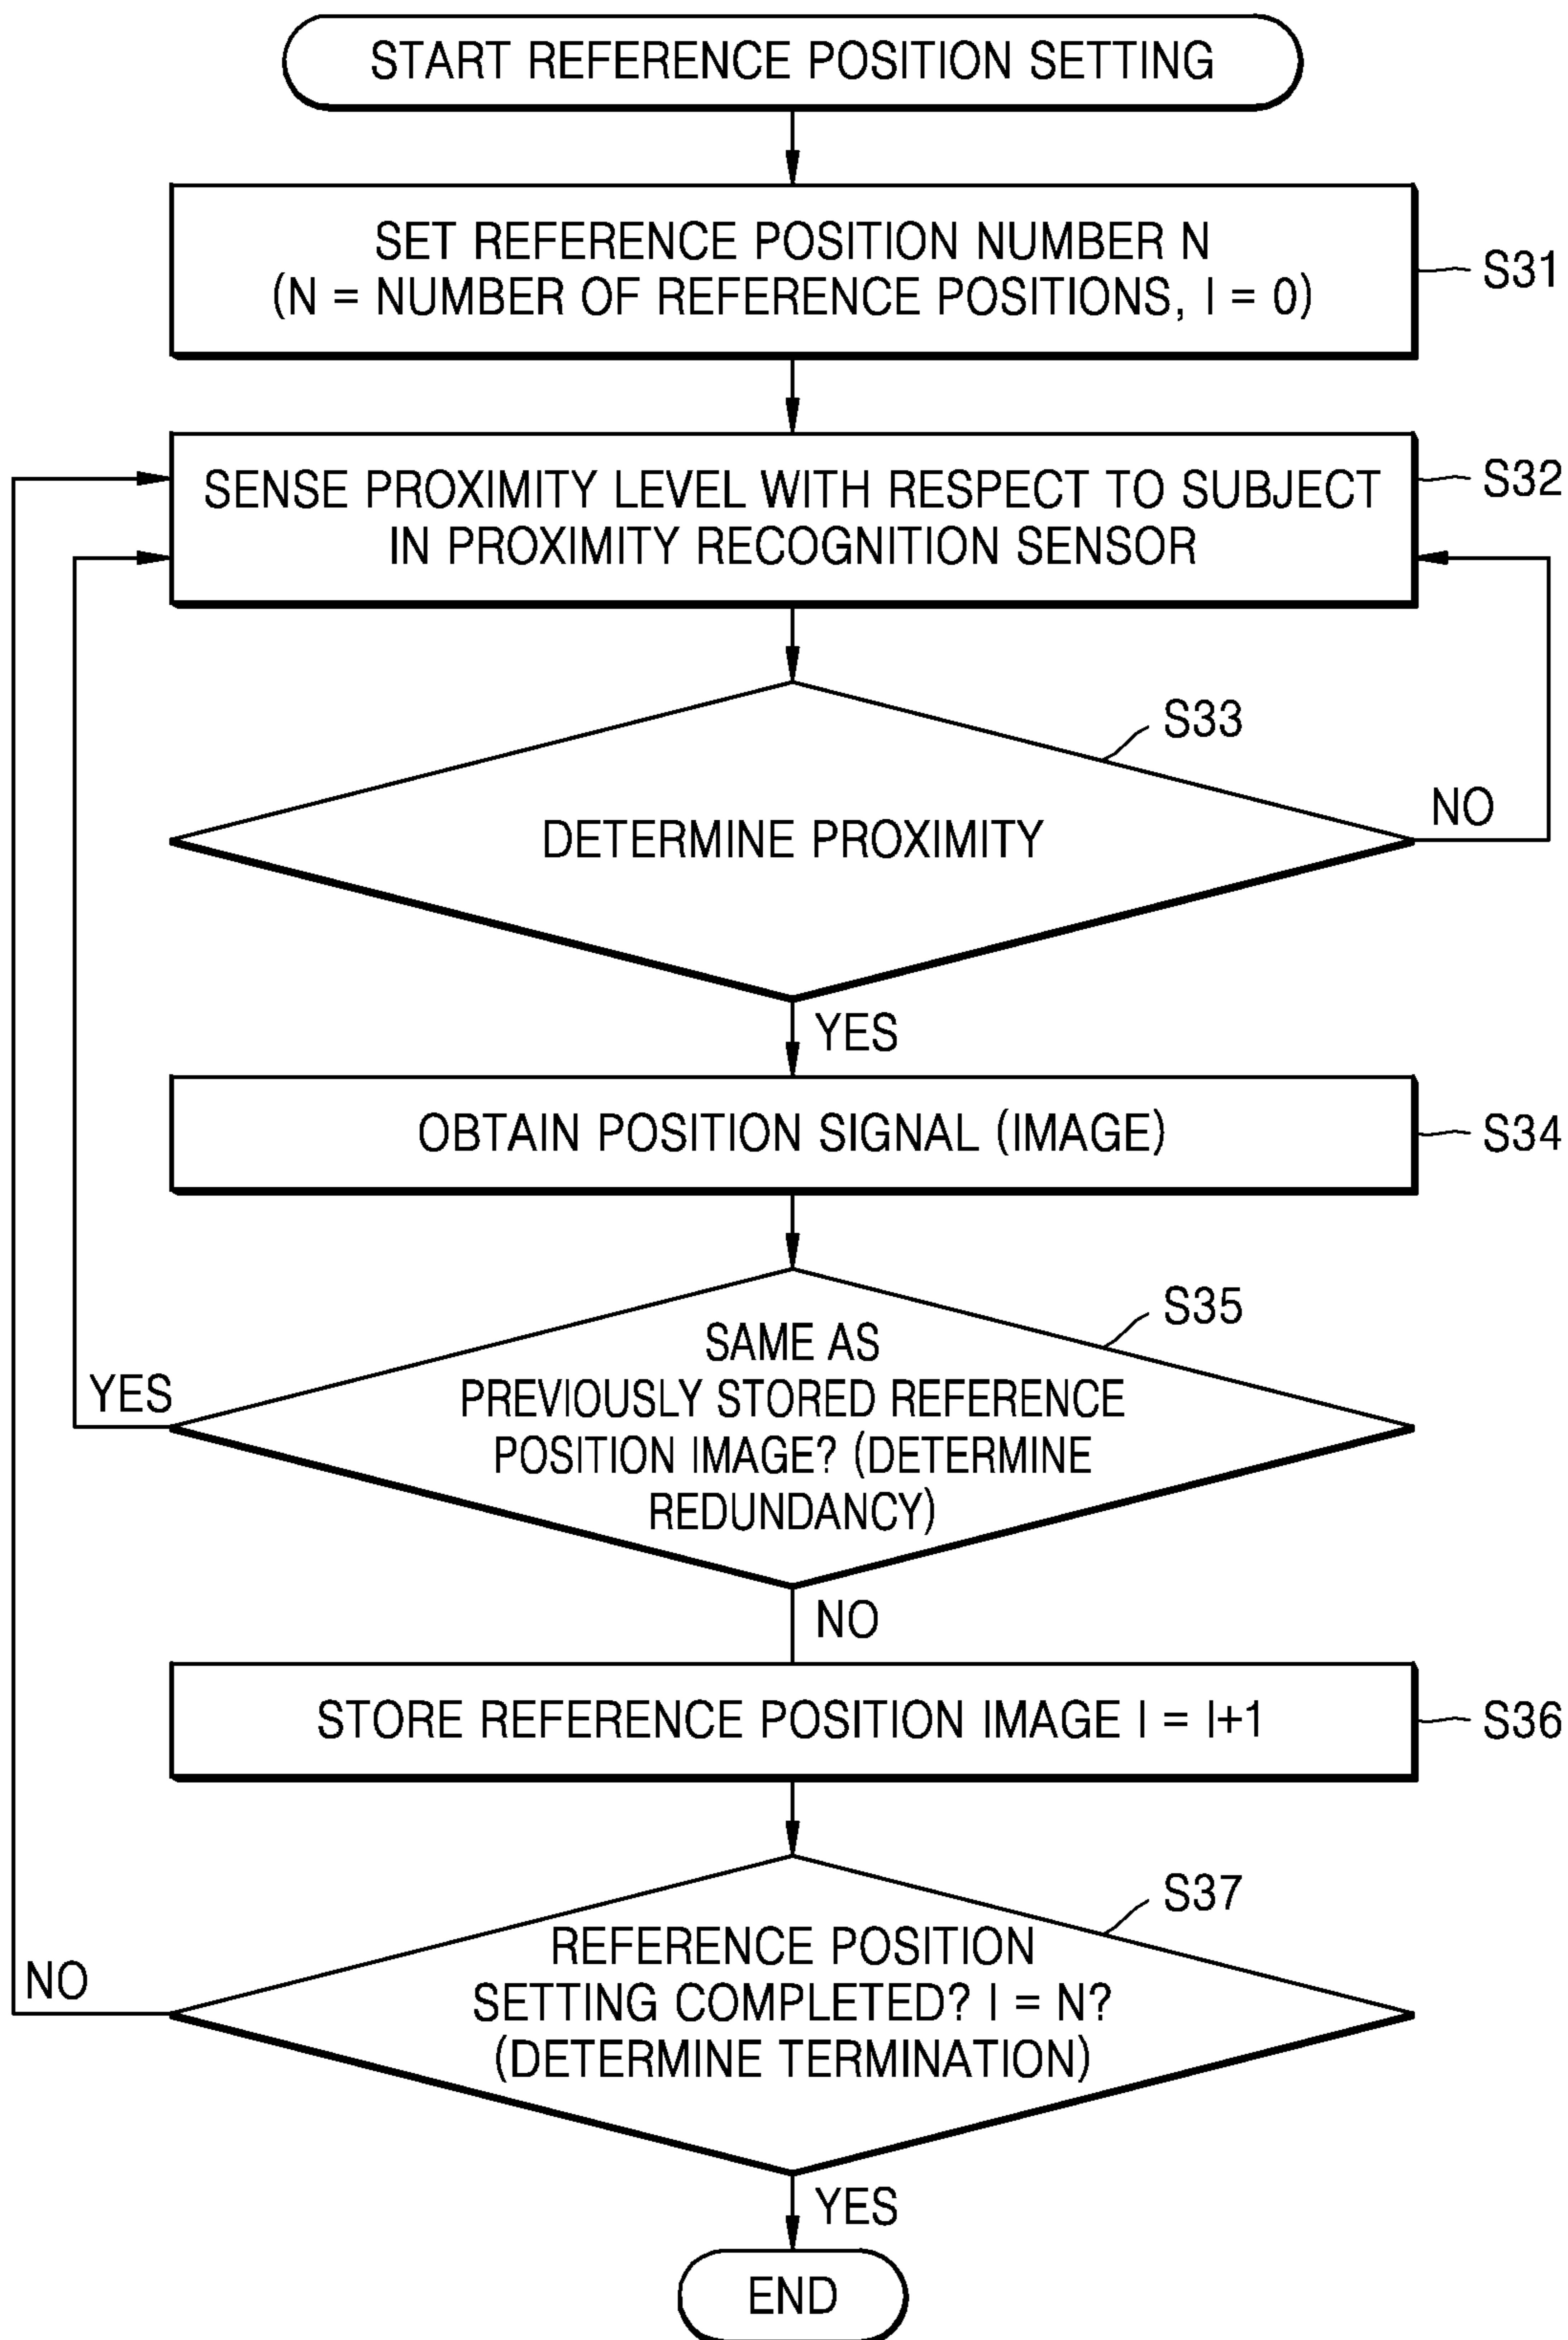 START REFERENCE POSITION SETTING
SET REFERENCE POSITION NUMBER N
(N = NUMBER OF REFERENCE POSITIONS, I = 0)
S31
SENSE PROXIMITY LEVEL WITH RESPECT TO SUBJECT
IN PROXIMITY RECOGNITION SENSOR
S32
S33
DETERMINE PROXIMITY
NO
YES
OBTAIN POSITION SIGNAL (IMAGE)
S34
S35
SAME AS
PREVIOUSLY STORED REFERENCE
POSITION IMAGE? (DETERMINE
REDUNDANCY)
YES
NO
STORE REFERENCE POSITION IMAGE I = I+1
S36
S37
REFERENCE POSITION
SETTING COMPLETED? I = N?
(DETERMINE TERMINATION)
NO
YES
END